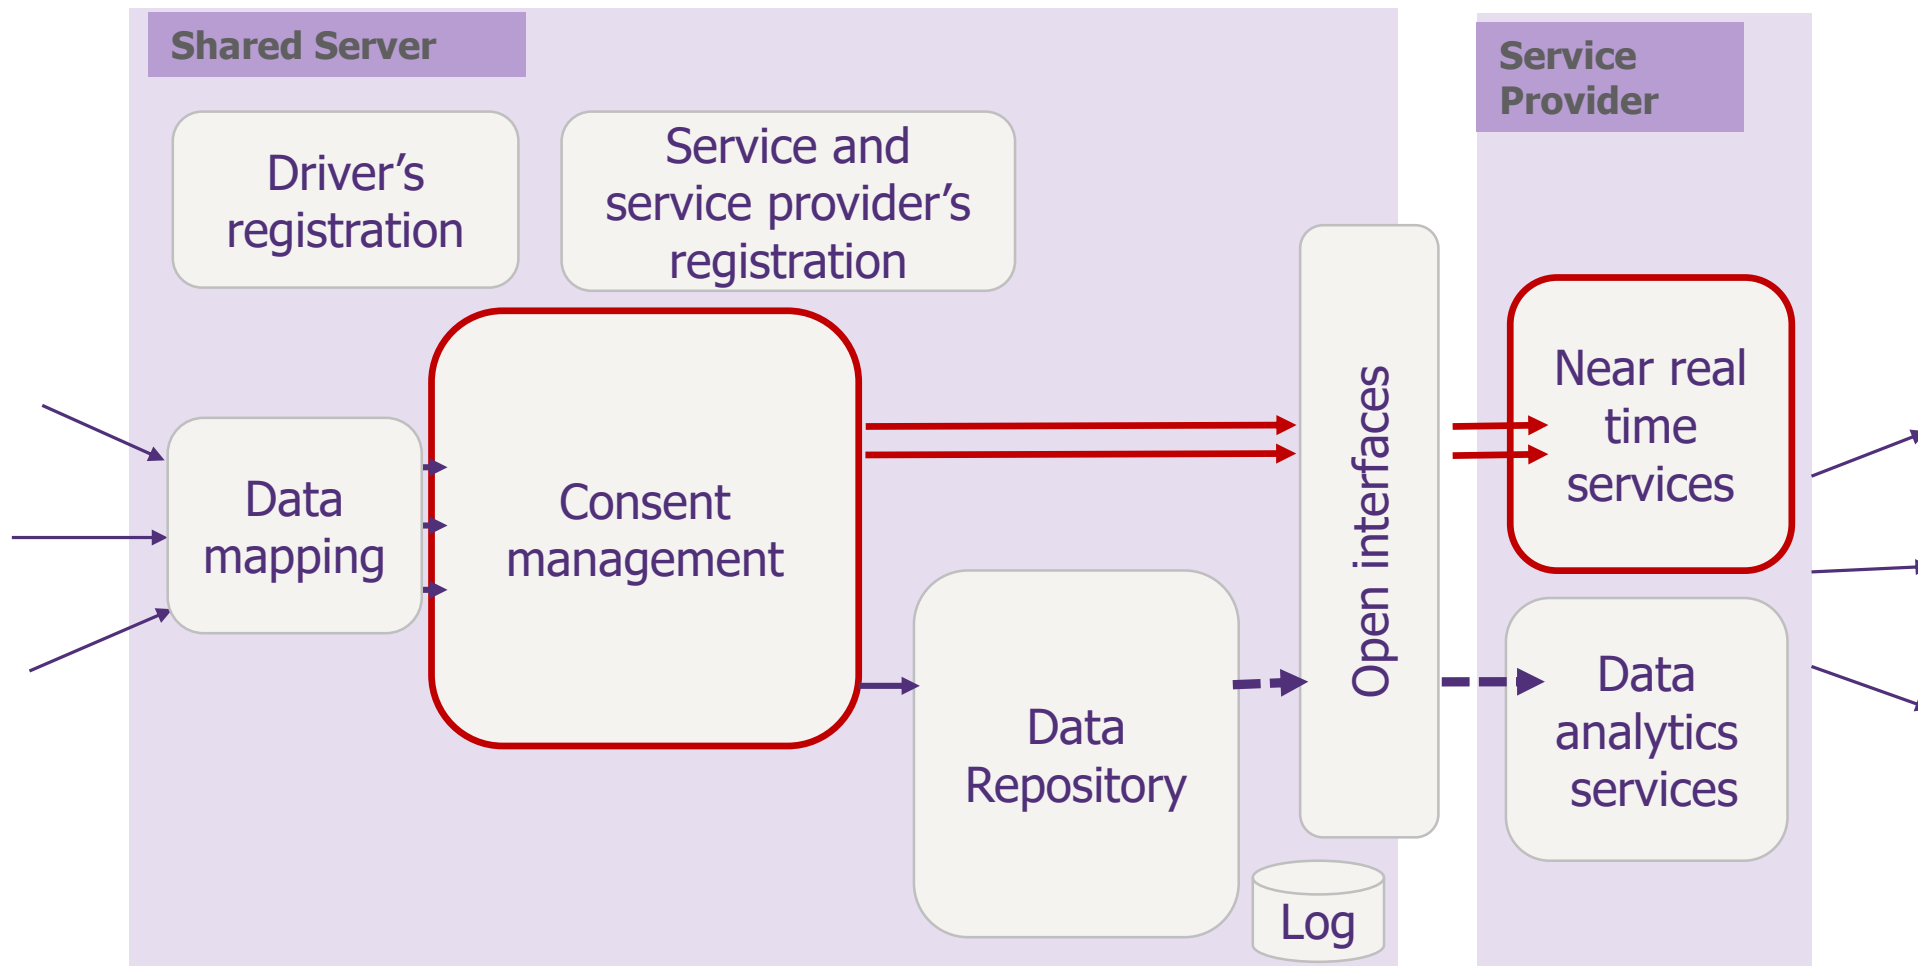 Shared Server
Service
Provider
Driver’s
registration
Service and
service provider’s
registration
Data
mapping
Consent
management
Data
Repository
Log
Open interfaces
Near real
time
services
Data
analytics
services